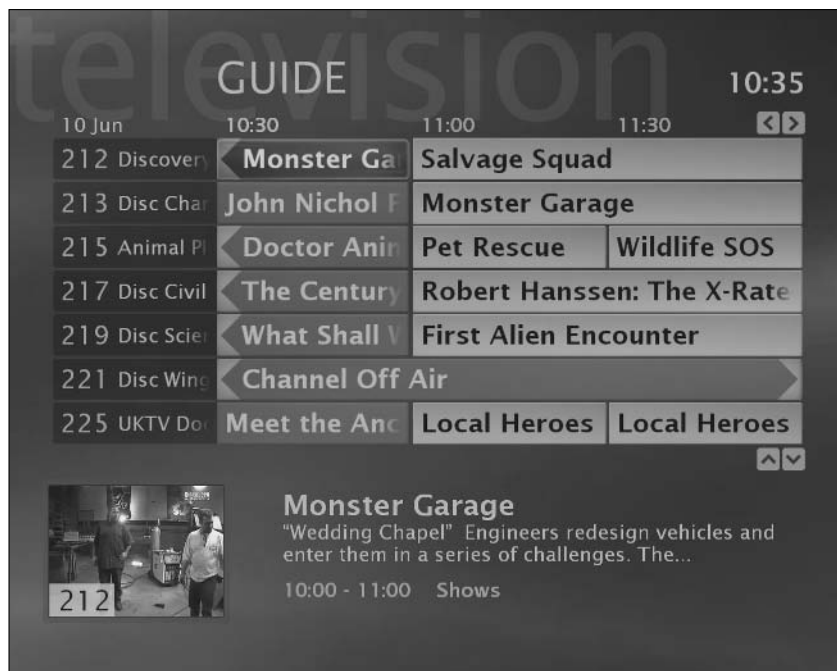 television
GUIDE 10:35
10 Jun 10:30 11:00 11:30
212 Discovery Monster Ga Salvage Squad
213 Disc Char John Nichol Monster Garage
215 Animal Pl Doctor Anim Pet Rescue Wildlife SOS
217 Disc Civil The Century Robert Hanssen: The X-Rate
219 Disc Scie What Shall First Alien Encounter
221 Disc Wing Channel Off Air
225 UKTV Do Meet the Anc Local Heroes Local Heroes
Monster Garage
"Wedding Chapel" Engineers redesign vehicles and
enter them in a series of challenges. The...
10:00 - 11:00 Shows
212